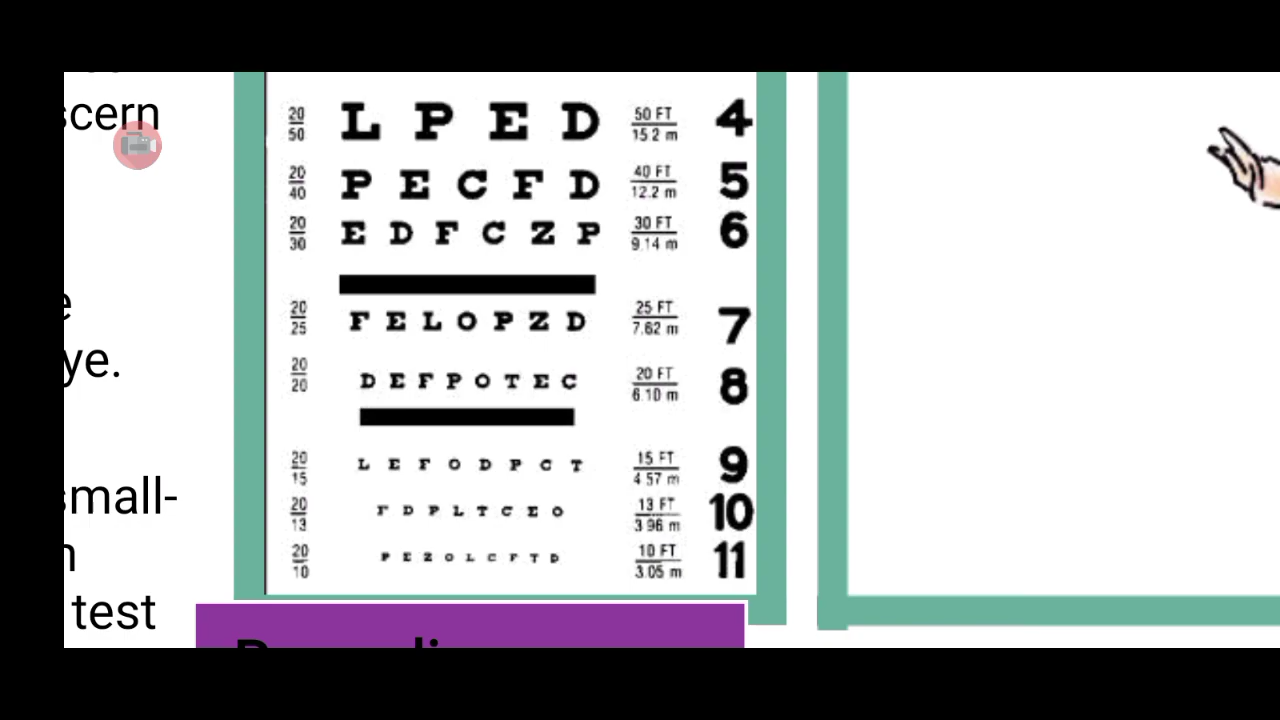 scern
e
ye.
small-
n
test
20/50 L P E D 50 FT 15 2 m 4
20/40 P E C F D 40 FT 12.2 m 5
20/30 E D F C Z P 30 FT 9.14 m 6
20/25 F E L O P Z D 25 FT 7.62 m 7
20/20 D E F P O T E C 20 FT 6.10 m 8
20/15 L E F O D P C T 15 FT 4 57 m 9
20/13 F D P L T C E O 13 FT 3 96 m 10
20/10 P E Z O L C F T D 10 FT 3.05 m 11